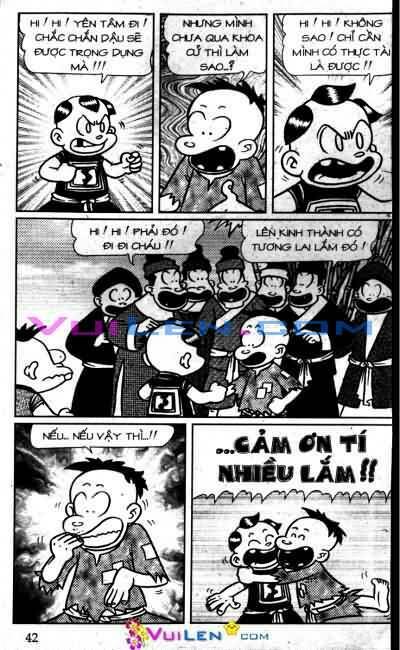 HI! HI! YÊN TÂM ĐI!
CHẮC CHẮN DẬU SẼ
ĐƯỢC TRỌNG DỤNG
MÀ!!!
NHƯNG MÌNH
CHƯA QUA KHOA
CỬ THÌ LÀM
SAO..?
HI! HI! KHÔNG
SAO! CHỈ CẦN
MÌNH CÓ THỰC TÀI
LÀ ĐƯỢC!!
HI! HI! PHẢI ĐÓ!
ĐI ĐI CHÁU!!
LÊN KINH THÀNH CÓ
TƯƠNG LAI LẮM ĐÓ!
VUILEN.COM
NẾU... NẾU VẬY THÌ...!!
...CẢM ƠN TÍ
NHIỀU LẮM!!
42
VUILEN.COM